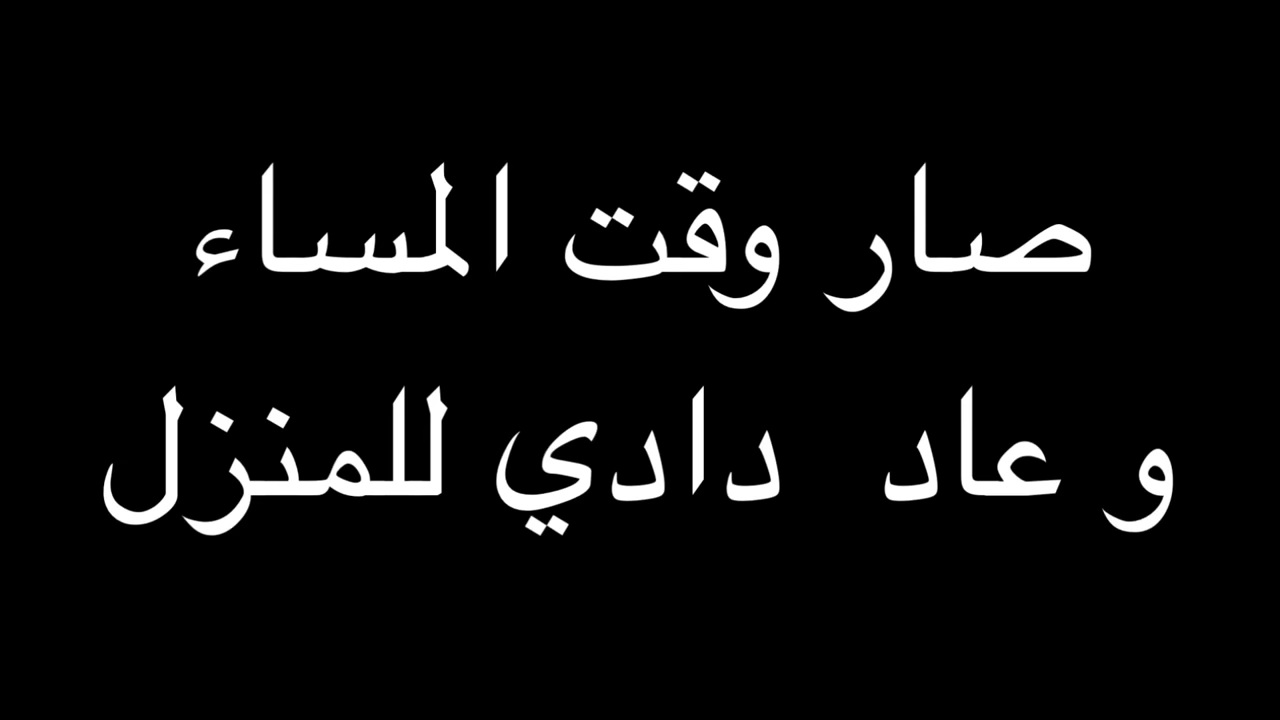 صار وقت المساء
و عاد دادي للمنزل